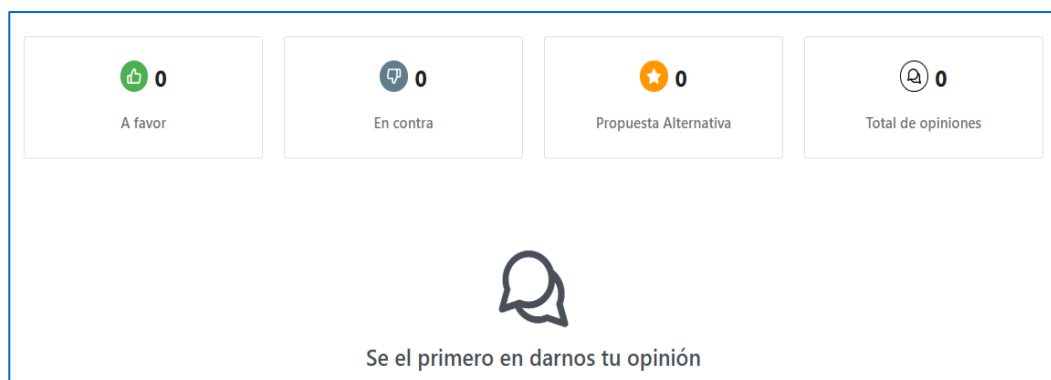 0 0 0 0
A favor En contra Propuesta Alternativa Total de opiniones
Se el primero en darnos tu opinión